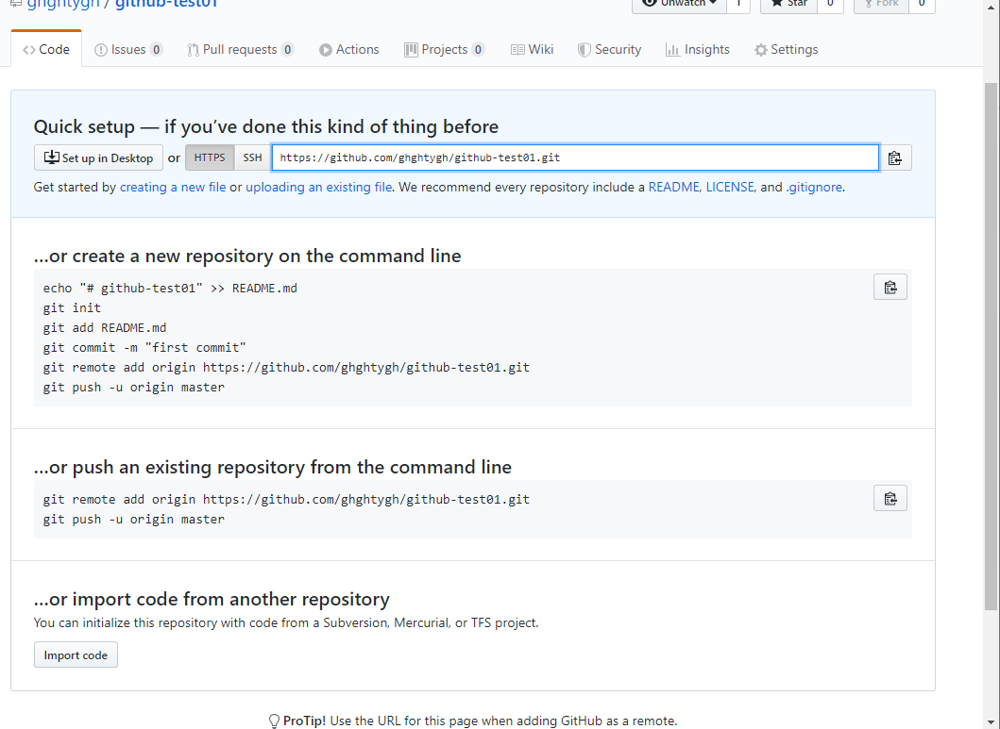 ghghtygh / github-test01
Unwatch 1 Star 0 Fork 0
Code Issues 0 Pull requests 0 Actions Projects 0 Wiki Security Insights Settings
Quick setup — if you’ve done this kind of thing before
Set up in Desktop or HTTPS SSH https://github.com/ghghtygh/github-test01.git
Get started by creating a new file or uploading an existing file. We recommend every repository include a README, LICENSE, and .gitignore.
…or create a new repository on the command line
echo "# github-test01" >> README.md
git init
git add README.md
git commit -m "first commit"
git remote add origin https://github.com/ghghtygh/github-test01.git
git push -u origin master
…or push an existing repository from the command line
git remote add origin https://github.com/ghghtygh/github-test01.git
git push -u origin master
…or import code from another repository
You can initialize this repository with code from a Subversion, Mercurial, or TFS project.
Import code
ProTip! Use the URL for this page when adding GitHub as a remote.